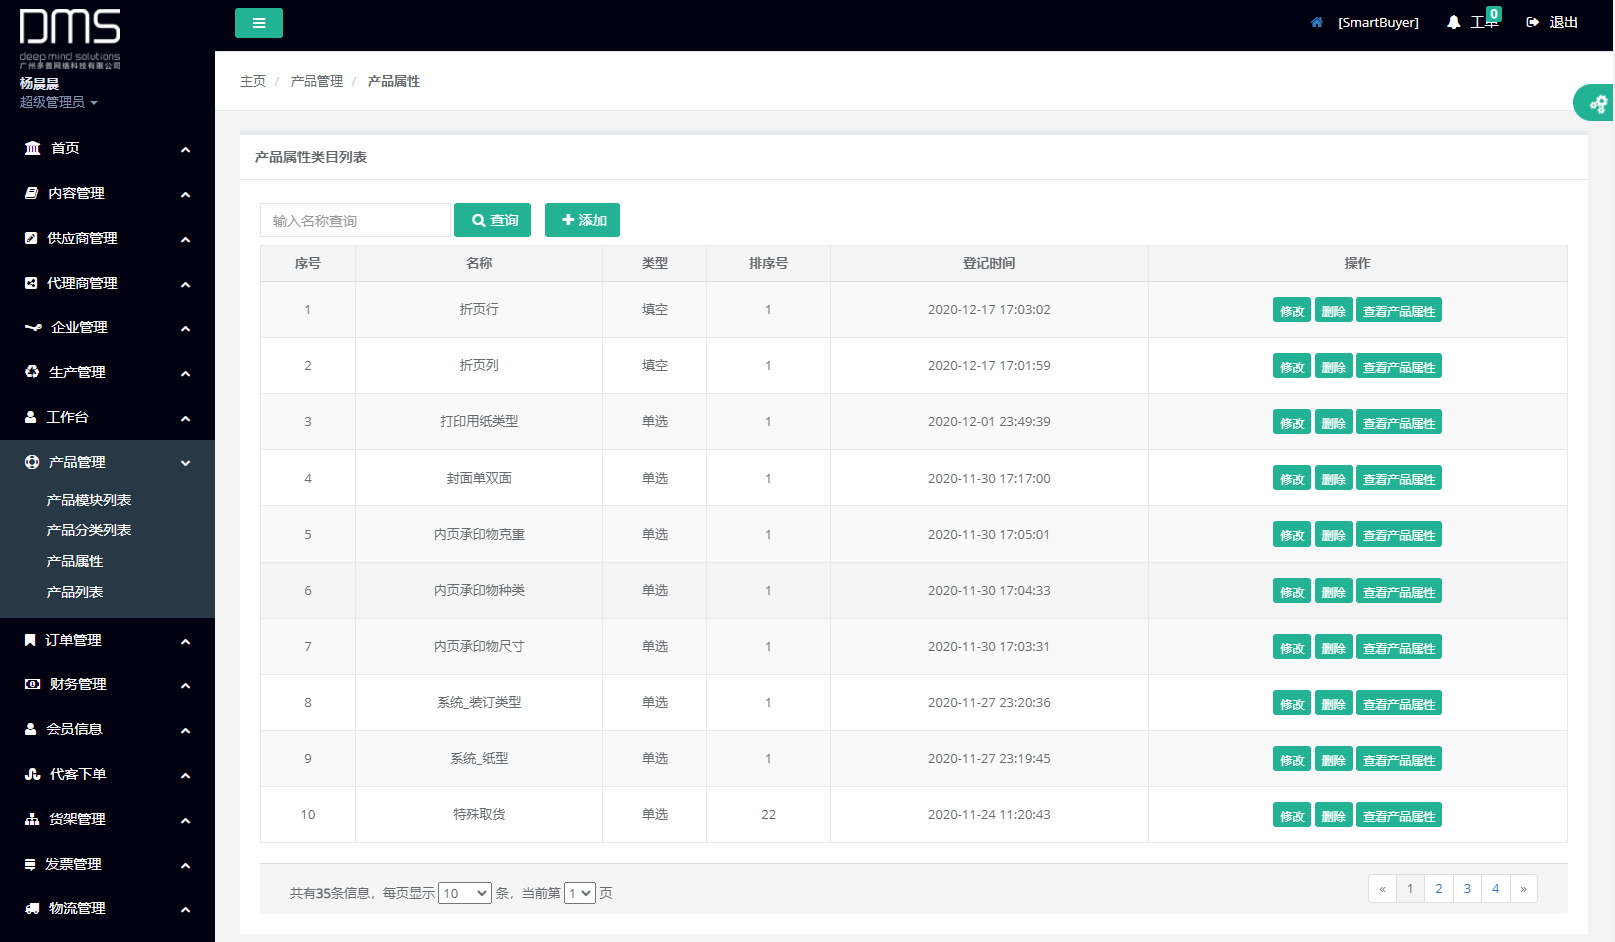 DMS
deep mind solutions
广州多普网络科技有限公司
杨晨晨
超级管理员
首页
内容管理
供应商管理
代理商管理
企业管理
生产管理
工作台
产品管理
产品模块列表
产品分类列表
产品属性
产品列表
订单管理
财务管理
会员信息
代客下单
货架管理
发票管理
物流管理
[SmartBuyer] 工单 0 退出
主页 / 产品管理 / 产品属性
产品属性类目列表
输入名称查询 查询 添加
序号 名称 类型 排序号 登记时间 操作
1 折页行 填空 1 2020-12-17 17:03:02 修改 删除 查看产品属性
2 折页列 填空 1 2020-12-17 17:01:59 修改 删除 查看产品属性
3 打印用纸类型 单选 1 2020-12-01 23:49:39 修改 删除 查看产品属性
4 封面单双面 单选 1 2020-11-30 17:17:00 修改 删除 查看产品属性
5 内页承印物克重 单选 1 2020-11-30 17:05:01 修改 删除 查看产品属性
6 内页承印物种类 单选 1 2020-11-30 17:04:33 修改 删除 查看产品属性
7 内页承印物尺寸 单选 1 2020-11-30 17:03:31 修改 删除 查看产品属性
8 系统_装订类型 单选 1 2020-11-27 23:20:36 修改 删除 查看产品属性
9 系统_纸型 单选 1 2020-11-27 23:19:45 修改 删除 查看产品属性
10 特殊取货 单选 22 2020-11-24 11:20:43 修改 删除 查看产品属性
共有35条信息，每页显示 10 条，当前第 1 页
« 1 2 3 4 »